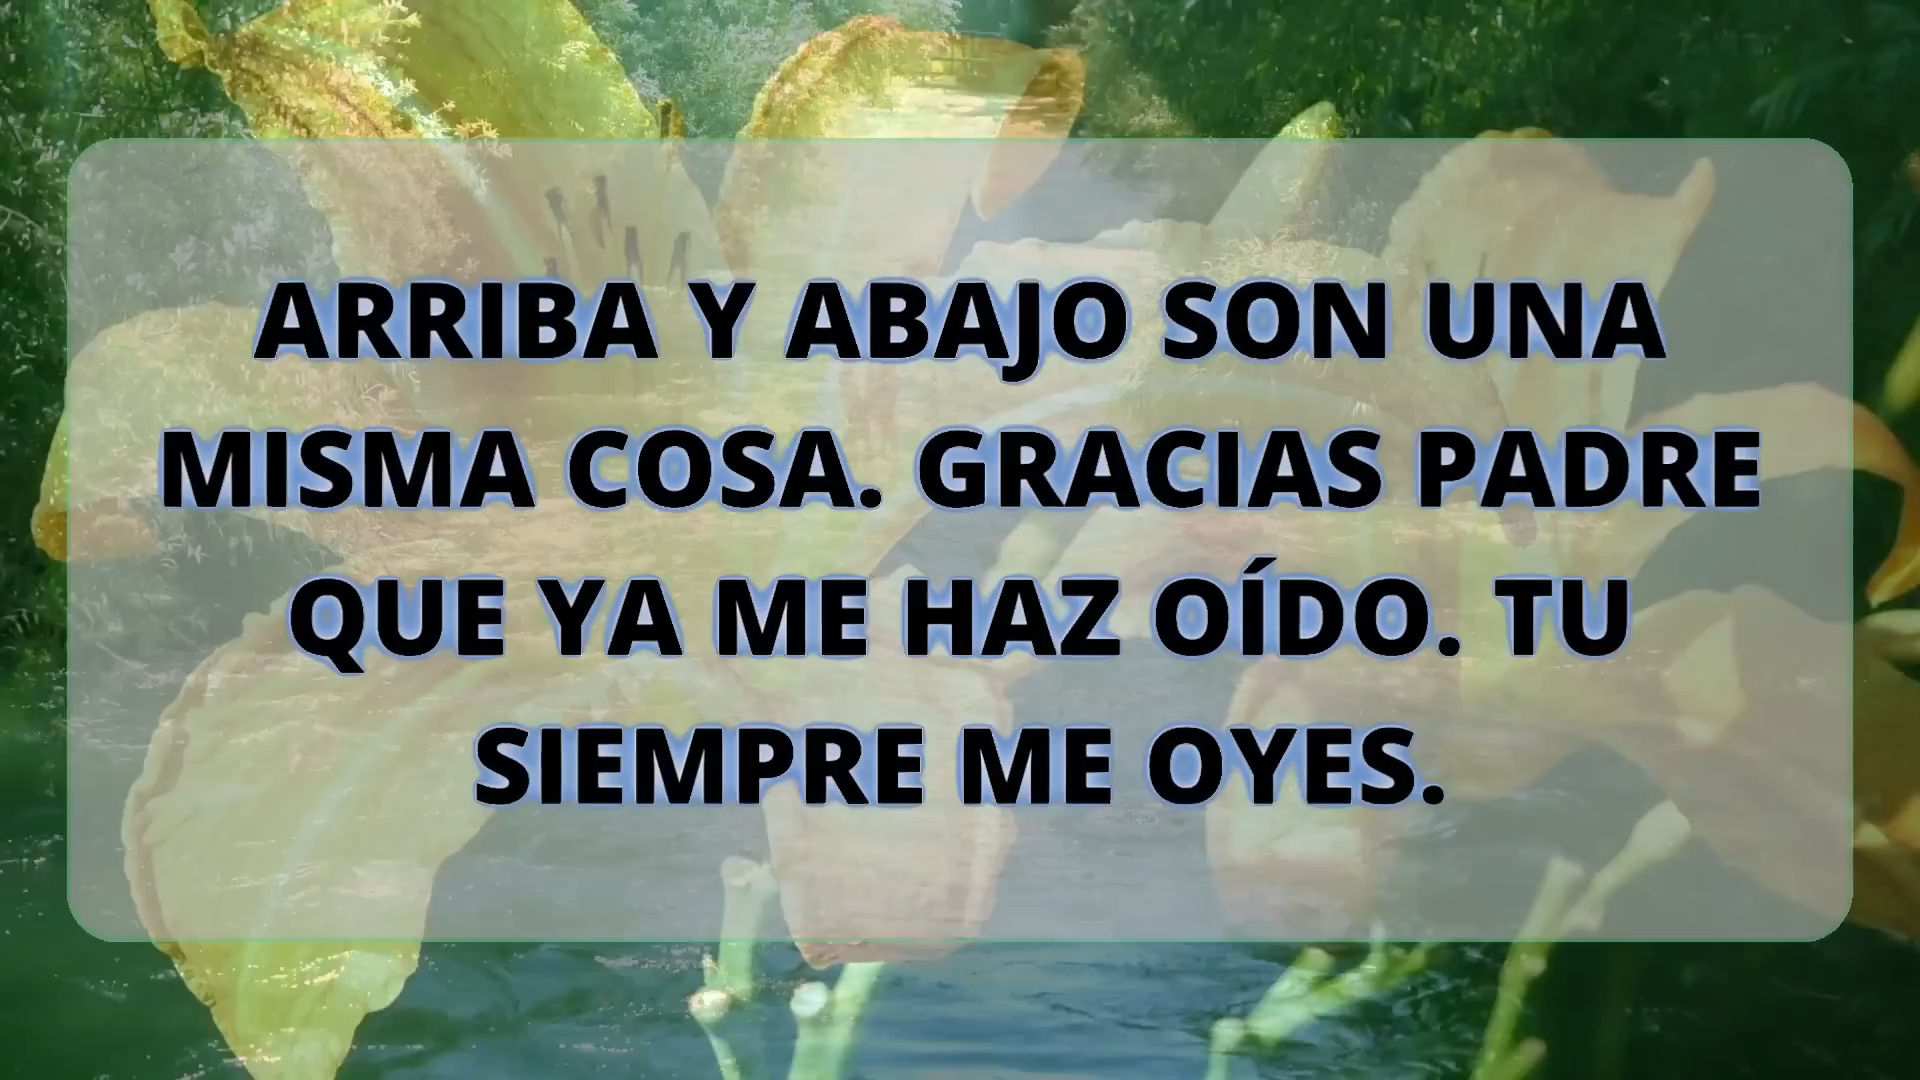 ARRIBA Y ABAJO SON UNA
MISMA COSA. GRACIAS PADRE
QUE YA ME HAZ OÍDO. TU
SIEMPRE ME OYES.